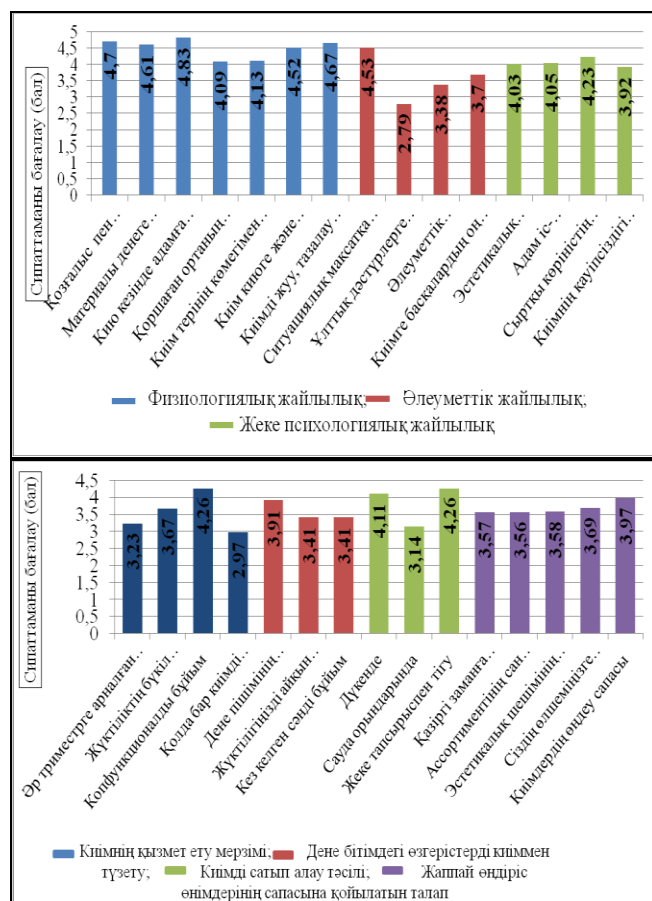 Сипаттаманы бағалау (бал)
5
4,5
4
3,5
3
2,5
2
1,5
1
0,5
0
4,7
4,61
4,83
4,09
4,13
4,52
4,67
4,53
2,79
3,38
3,7
4,03
4,05
4,23
3,92
Қозғалыс пен…
Материалы денеге…
Кию кезінде адамға…
Қоршаған ортаның…
Киім терінің көметімен…
Киім киюге және…
Киімді жуу, тазалау…
Ситуациялық мақсатқа…
Ұлттық дәстүрлерге…
Әлеуметтік…
Киімге басқалардың оң…
Эстетикалық…
Адам іс-…
Сыртқы көріністің…
Киімнің қауіпсіздігі…
Физиологиялық жайлылық;
Әлеуметтік жайлылық;
Жеке психологиялық жайлылық
Сипаттаманы бағалау (бал)
4,5
4
3,5
3
2,5
2
1,5
1
0,5
0
3,23
3,67
4,26
2,97
3,91
3,41
3,41
4,11
3,14
4,26
3,57
3,56
3,58
3,69
3,97
Әр триместрге арналған…
Жүктіліктің бүкіл…
Көпфункционалды бұйым
Қолда бар киімді…
Дене пішімінің…
Жүктілігіңізді айқын…
Кез келген сәнді бұйым
Дүкенде
Сауда орындарында
Жеке тапсырыспен тігу
Қазіргі заманға…
Ассортиментінің сан…
Эстетикалық шешімінің…
Сіздің өлшеміңізге…
Киімдердің өңдеу сапасы
Киімнің қызмет ету мерзімі;
Дене бітімдегі өзгерістерді киіммен
түзету;
Киімді сатып алау тәсілі;
Жаппай өндіріс
өнімдерінің сапасына қойылатын талап